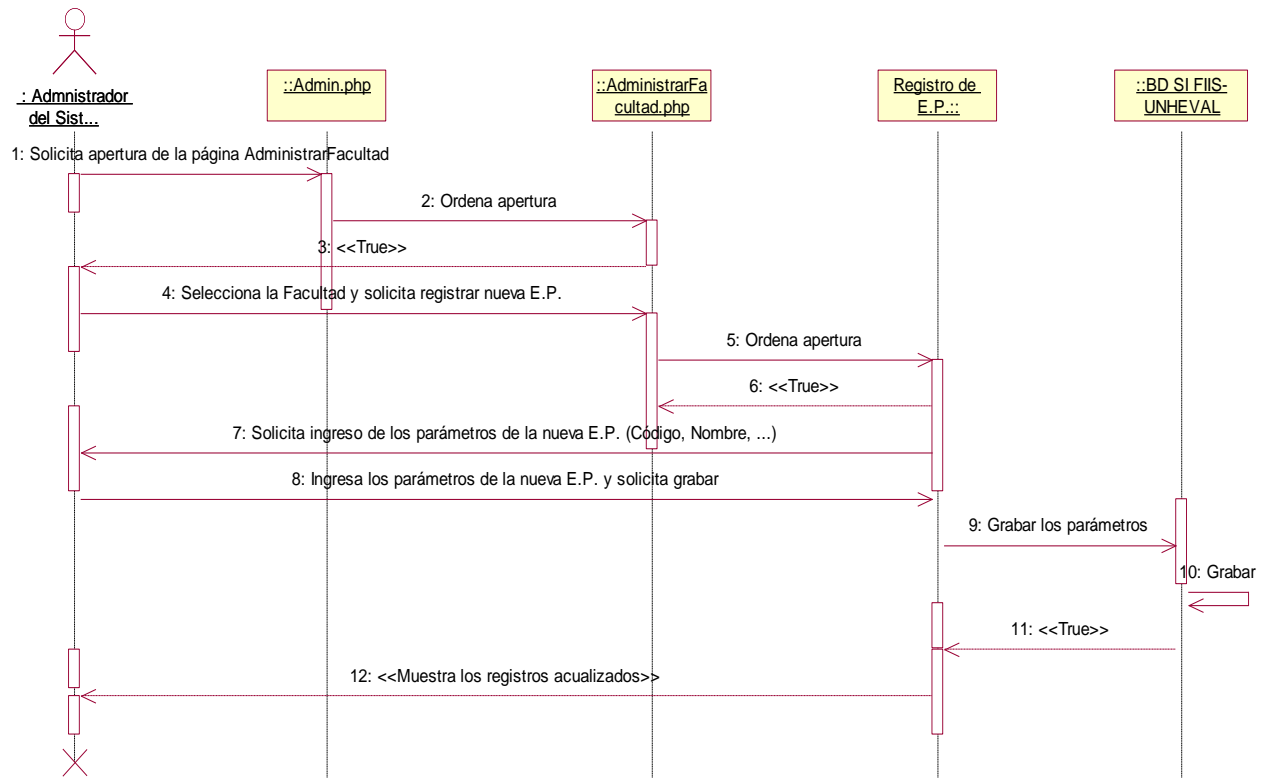 : Admnistrador
del Sist...
::Admin.php
::AdministrarFa
cultad.php
Registro de
E.P.::
::BD SI FIIS-
UNHEVAL
1: Solicita apertura de la página AdministrarFacultad
2: Ordena apertura
3: <<True>>
4: Selecciona la Facultad y solicita registrar nueva E.P.
5: Ordena apertura
6: <<True>>
7: Solicita ingreso de los parámetros de la nueva E.P. (Código, Nombre, ...)
8: Ingresa los parámetros de la nueva E.P. y solicita grabar
9: Grabar los parámetros
10: Grabar
11: <<True>>
12: <<Muestra los registros acualizados>>